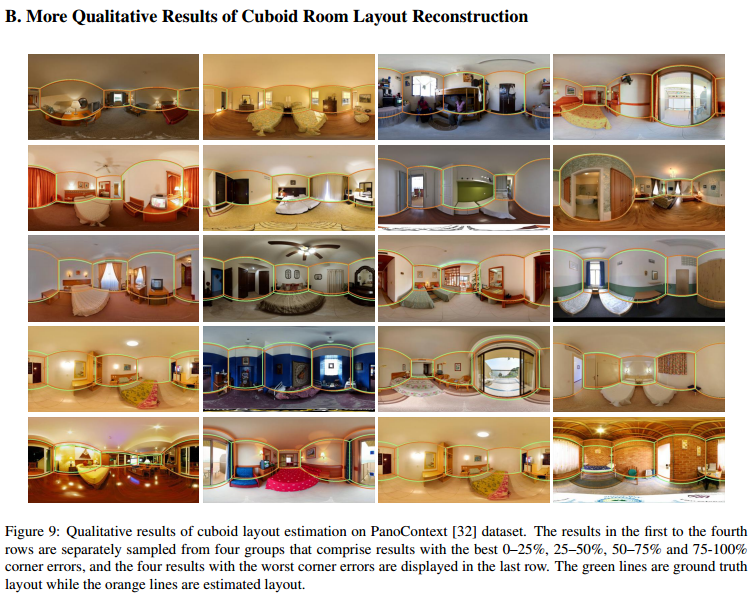 B. More Qualitative Results of Cuboid Room Layout Reconstruction
Figure 9: Qualitative results of cuboid layout estimation on PanoContext [32] dataset. The results in the first to the fourth
rows are separately sampled from four groups that comprise results with the best 0–25%, 25–50%, 50–75% and 75-100%
corner errors, and the four results with the worst corner errors are displayed in the last row. The green lines are ground truth
layout while the orange lines are estimated layout.